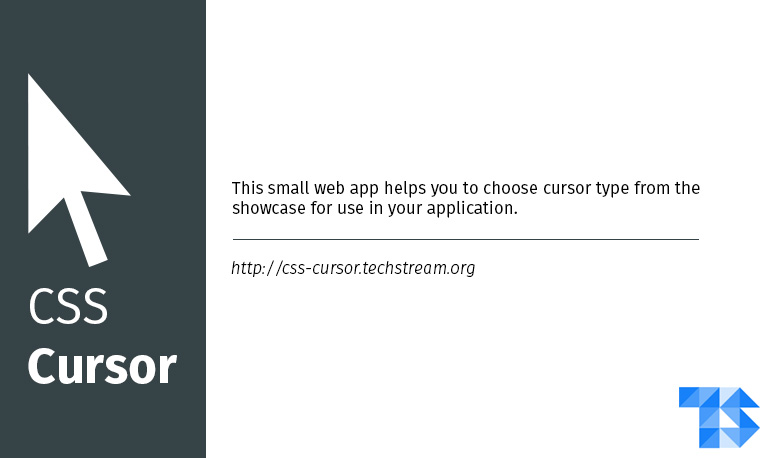 CSS
Cursor
This small web app helps you to choose cursor type from the
showcase for use in your application.
http://css-cursor.techstream.org
TS